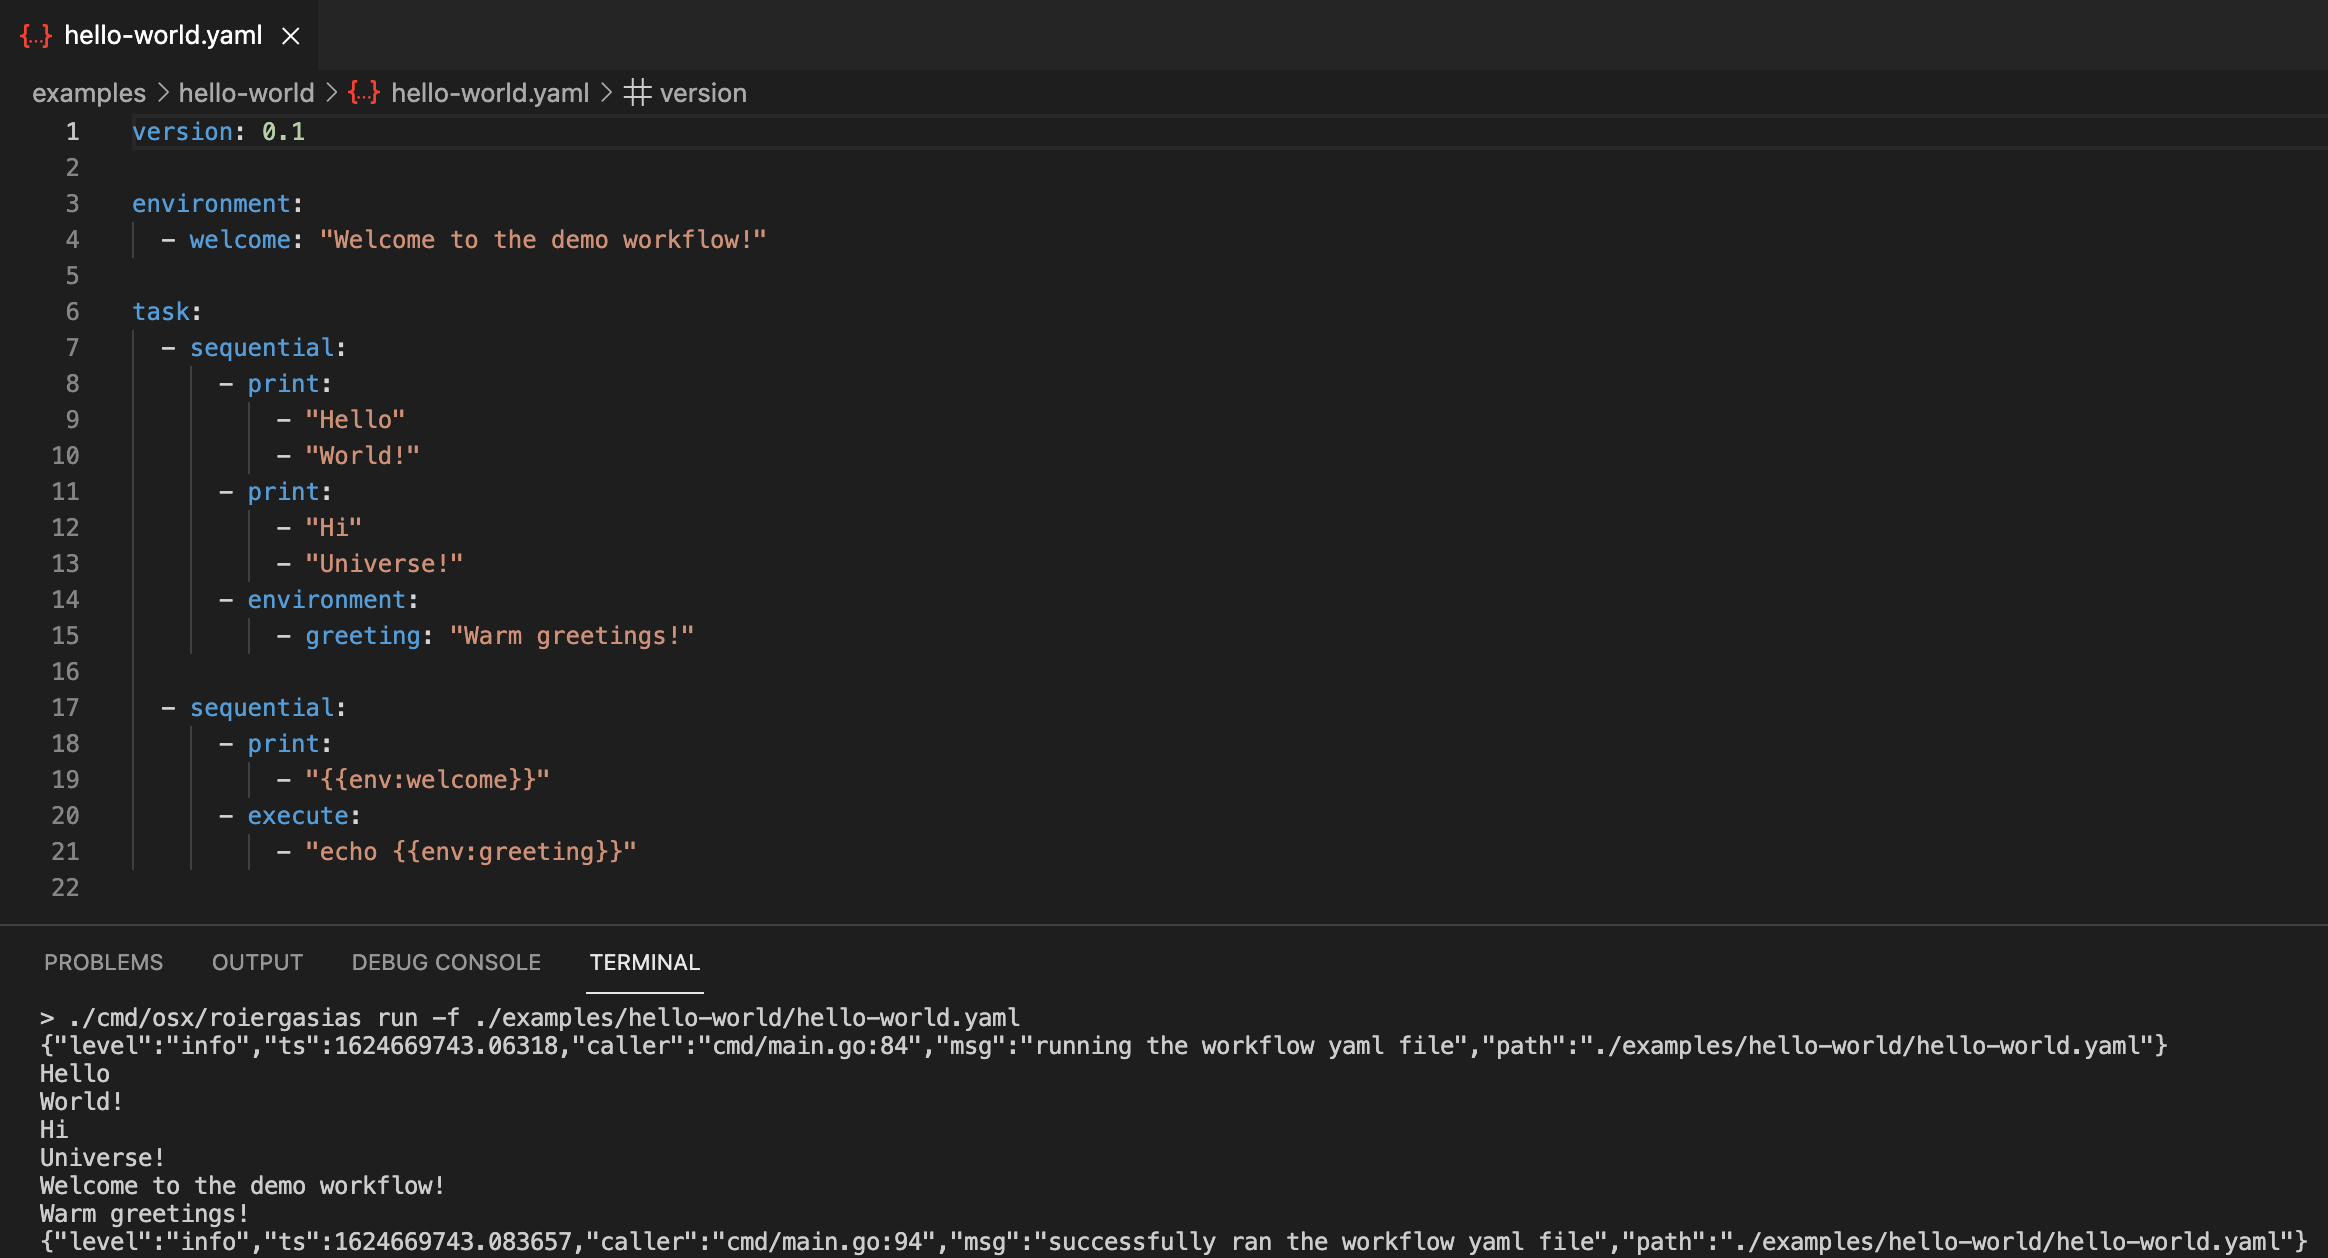 {...} hello-world.yaml ×
examples > hello-world > {...} hello-world.yaml > # version
1 version: 0.1
2
3 environment:
4   - welcome: "Welcome to the demo workflow!"
5
6 task:
7   - sequential:
8       - print:
9           - "Hello"
10           - "World!"
11       - print:
12           - "Hi"
13           - "Universe!"
14       - environment:
15           - greeting: "Warm greetings!"
16
17   - sequential:
18       - print:
19           - "{{env:welcome}}"
20       - execute:
21           - "echo {{env:greeting}}"
22
PROBLEMS OUTPUT DEBUG CONSOLE TERMINAL
> ./cmd/osx/roiergasias run -f ./examples/hello-world/hello-world.yaml
{"level":"info","ts":1624669743.06318,"caller":"cmd/main.go:84","msg":"running the workflow yaml file","path":"./examples/hello-world/hello-world.yaml"}
Hello
World!
Hi
Universe!
Welcome to the demo workflow!
Warm greetings!
{"level":"info","ts":1624669743.083657,"caller":"cmd/main.go:94","msg":"successfully ran the workflow yaml file","path":"./examples/hello-world/hello-world.yaml"}